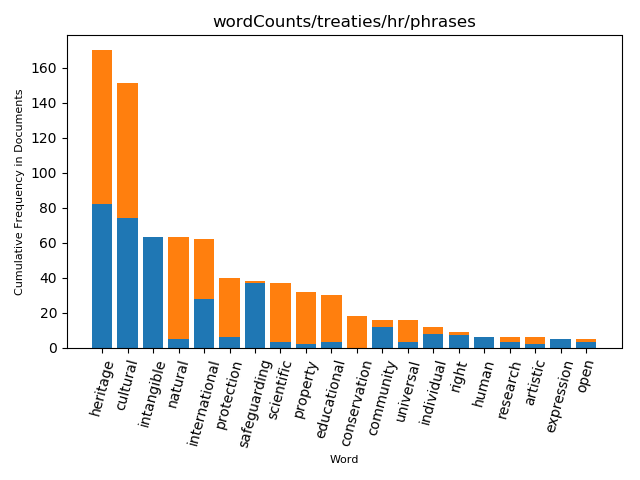 wordCounts/treaties/hr/phrases
Cumulative Frequency in Documents
160
140
120
100
80
60
40
20
0
heritage
cultural
intangible
natural
international
protection
safeguarding
scientific
property
educational
conservation
community
universal
individual
right
human
research
artistic
expression
open
Word